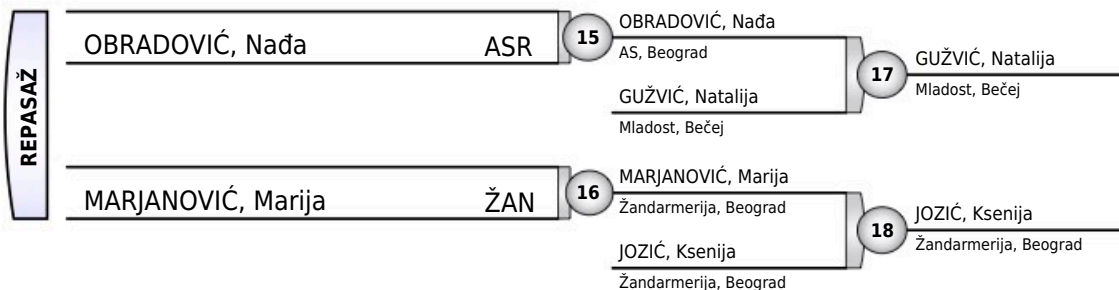 REPASAŽ
OBRADOVIĆ, Nađa ASR
15
OBRADOVIĆ, Nađa
AS, Beograd
GUŽVIĆ, Natalija
Mladost, Bečej
17
GUŽVIĆ, Natalija
Mladost, Bečej
MARJANOVIĆ, Marija ŽAN
16
MARJANOVIĆ, Marija
Žandarmerija, Beograd
JOZIĆ, Ksenija
Žandarmerija, Beograd
18
JOZIĆ, Ksenija
Žandarmerija, Beograd